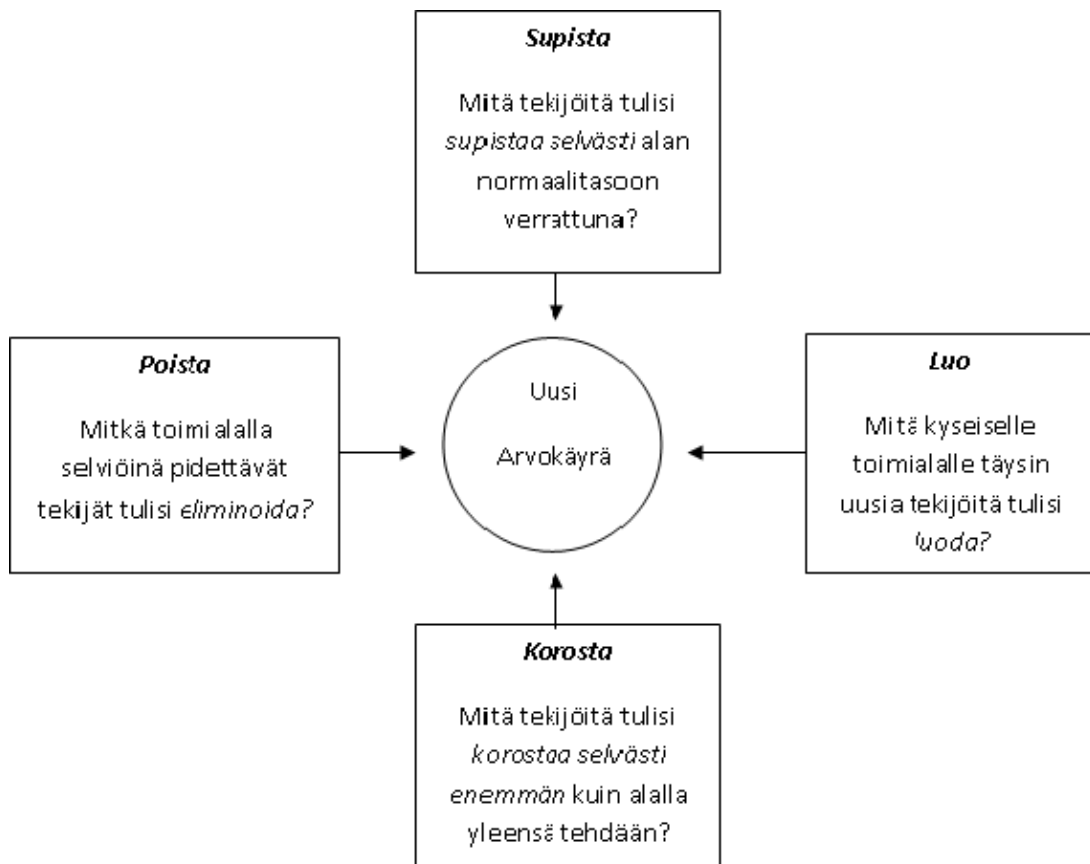 Supista
Mitä tekijöitä tulisi
supistaa selvästi alan
normaalitasoon
verrattuna?
Poista
Mitkä toimialalla
selviöinä pidettävät
tekijät tulisi eliminoida?
Uusi
Arvokäyrä
Luo
Mitä kyseiselle
toimialalle täysin
uusia tekijöitä tulisi
luoda?
Korosta
Mitä tekijöitä tulisi
korostaa selvästi
enemmän kuin alalla
yleensä tehdään?